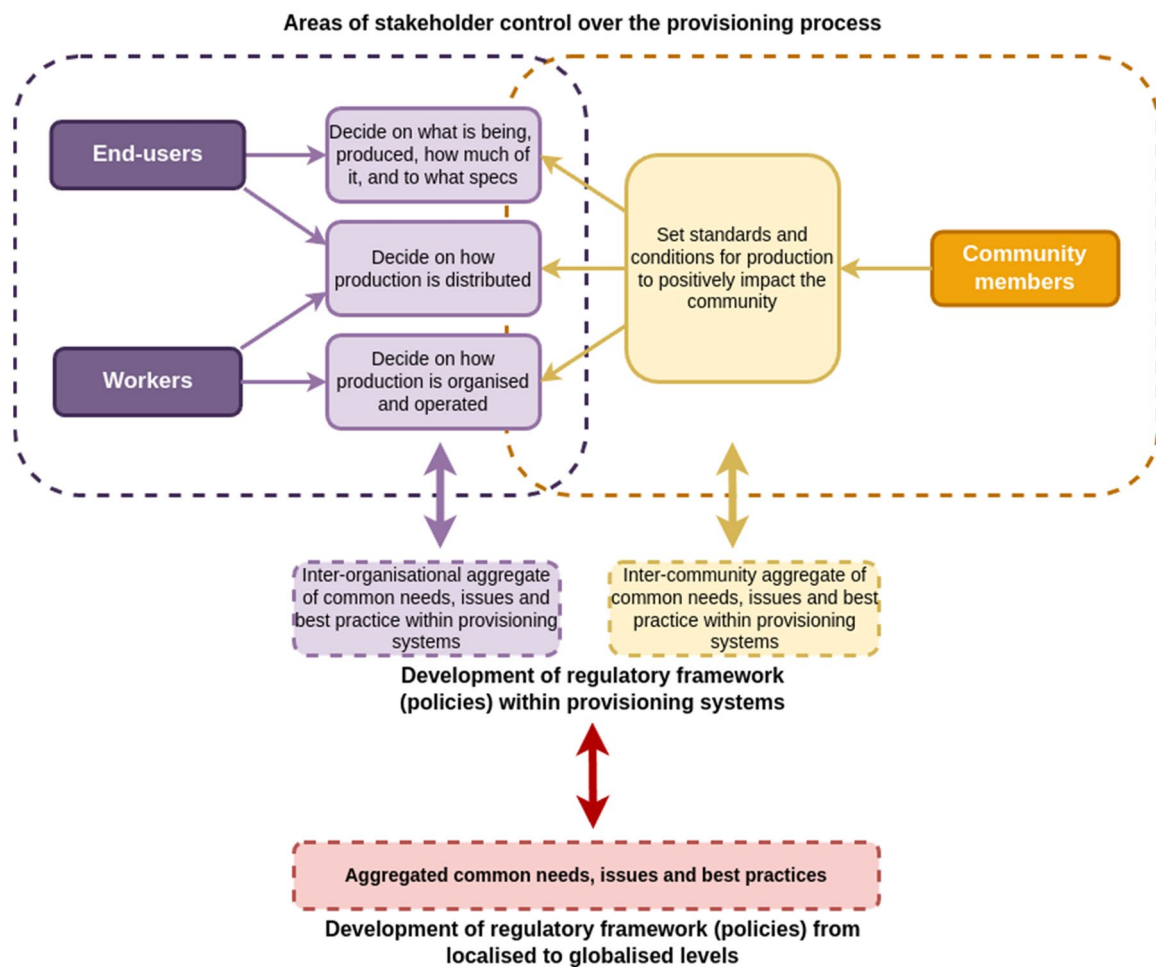 Areas of stakeholder control over the provisioning process
End-users
Decide on what is being,
produced, how much of
it, and to what specs
Decide on how
production is distributed
Workers
Decide on how
production is organised
and operated
Set standards and
conditions for production
to positively impact the
community
Community
members
Inter-organisational aggregate
of common needs, issues and
best practice within provisioning
systems
Inter-community aggregate of
common needs, issues and best
practice within provisioning
systems
Development of regulatory framework
(policies) within provisioning systems
Aggregated common needs, issues and best practices
Development of regulatory framework (policies) from
localised to globalised levels